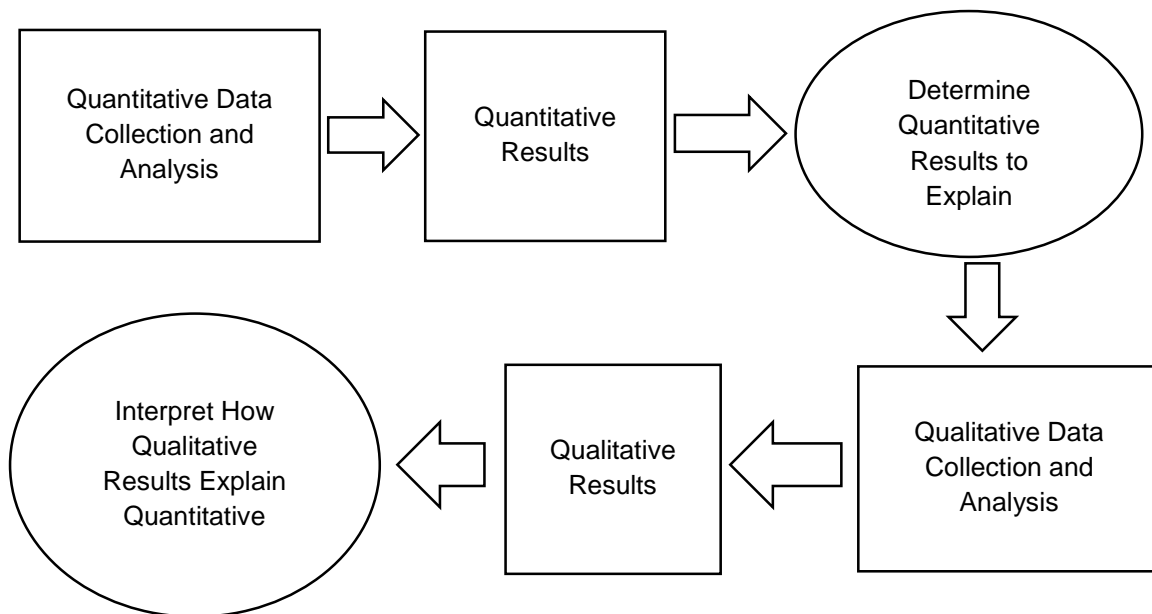 Quantitative Data
Collection and
Analysis
Quantitative
Results
Determine
Quantitative
Results to
Explain
Qualitative Data
Collection and
Analysis
Qualitative
Results
Interpret How
Qualitative
Results Explain
Quantitative